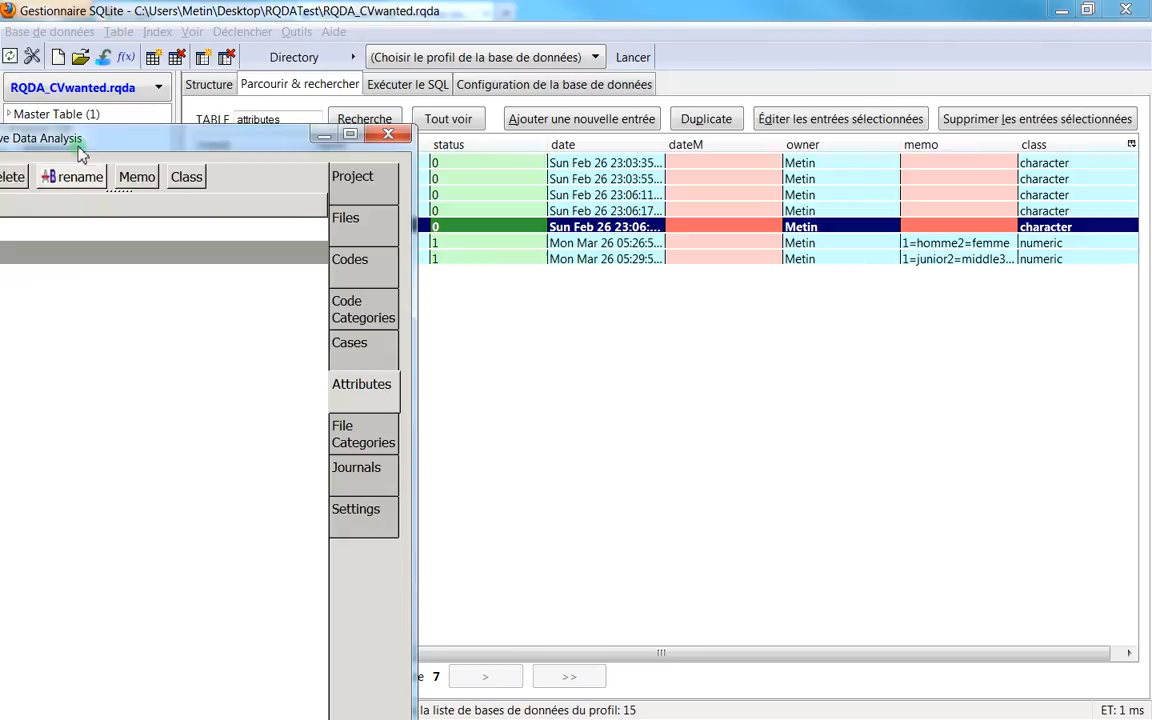 Gestionnaire SQLite - C:\Users\Metin\Desktop\RQDATest\RQDA_CVwanted.rqda
Base de données Table Index Voir Déclencher Outils Aide
f(x) Directory (Choisir le profil de la base de données) Lancer
RQDA_CVwanted.rqda Structure Parcourir & rechercher Exécuter le SQL Configuration de la base de données
Master Table (1)
TABLE attributes Recherche Tout voir Ajouter une nouvelle entrée Duplicate Éditer les entrées sélectionnées Supprimer les entrées sélectionnées
ve Data Analysis
status date dateM owner memo class
0 Sun Feb 26 23:03:35... Metin character
0 Sun Feb 26 23:03:55... Metin character
0 Sun Feb 26 23:06:11... Metin character
0 Sun Feb 26 23:06:17... Metin character
0 Sun Feb 26 23:06:... Metin character
1 Mon Mar 26 05:26:5... Metin 1=homme2=femme numeric
1 Mon Mar 26 05:29:5... Metin 1=junior2=middle3... numeric
elete rename Memo Class
Project
Files
Codes
Code
Categories
Cases
Attributes
File
Categories
Journals
Settings
e 7 > >>
la liste de bases de données du profil: 15 ET: 1 ms